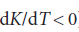 dK/dT < 0)